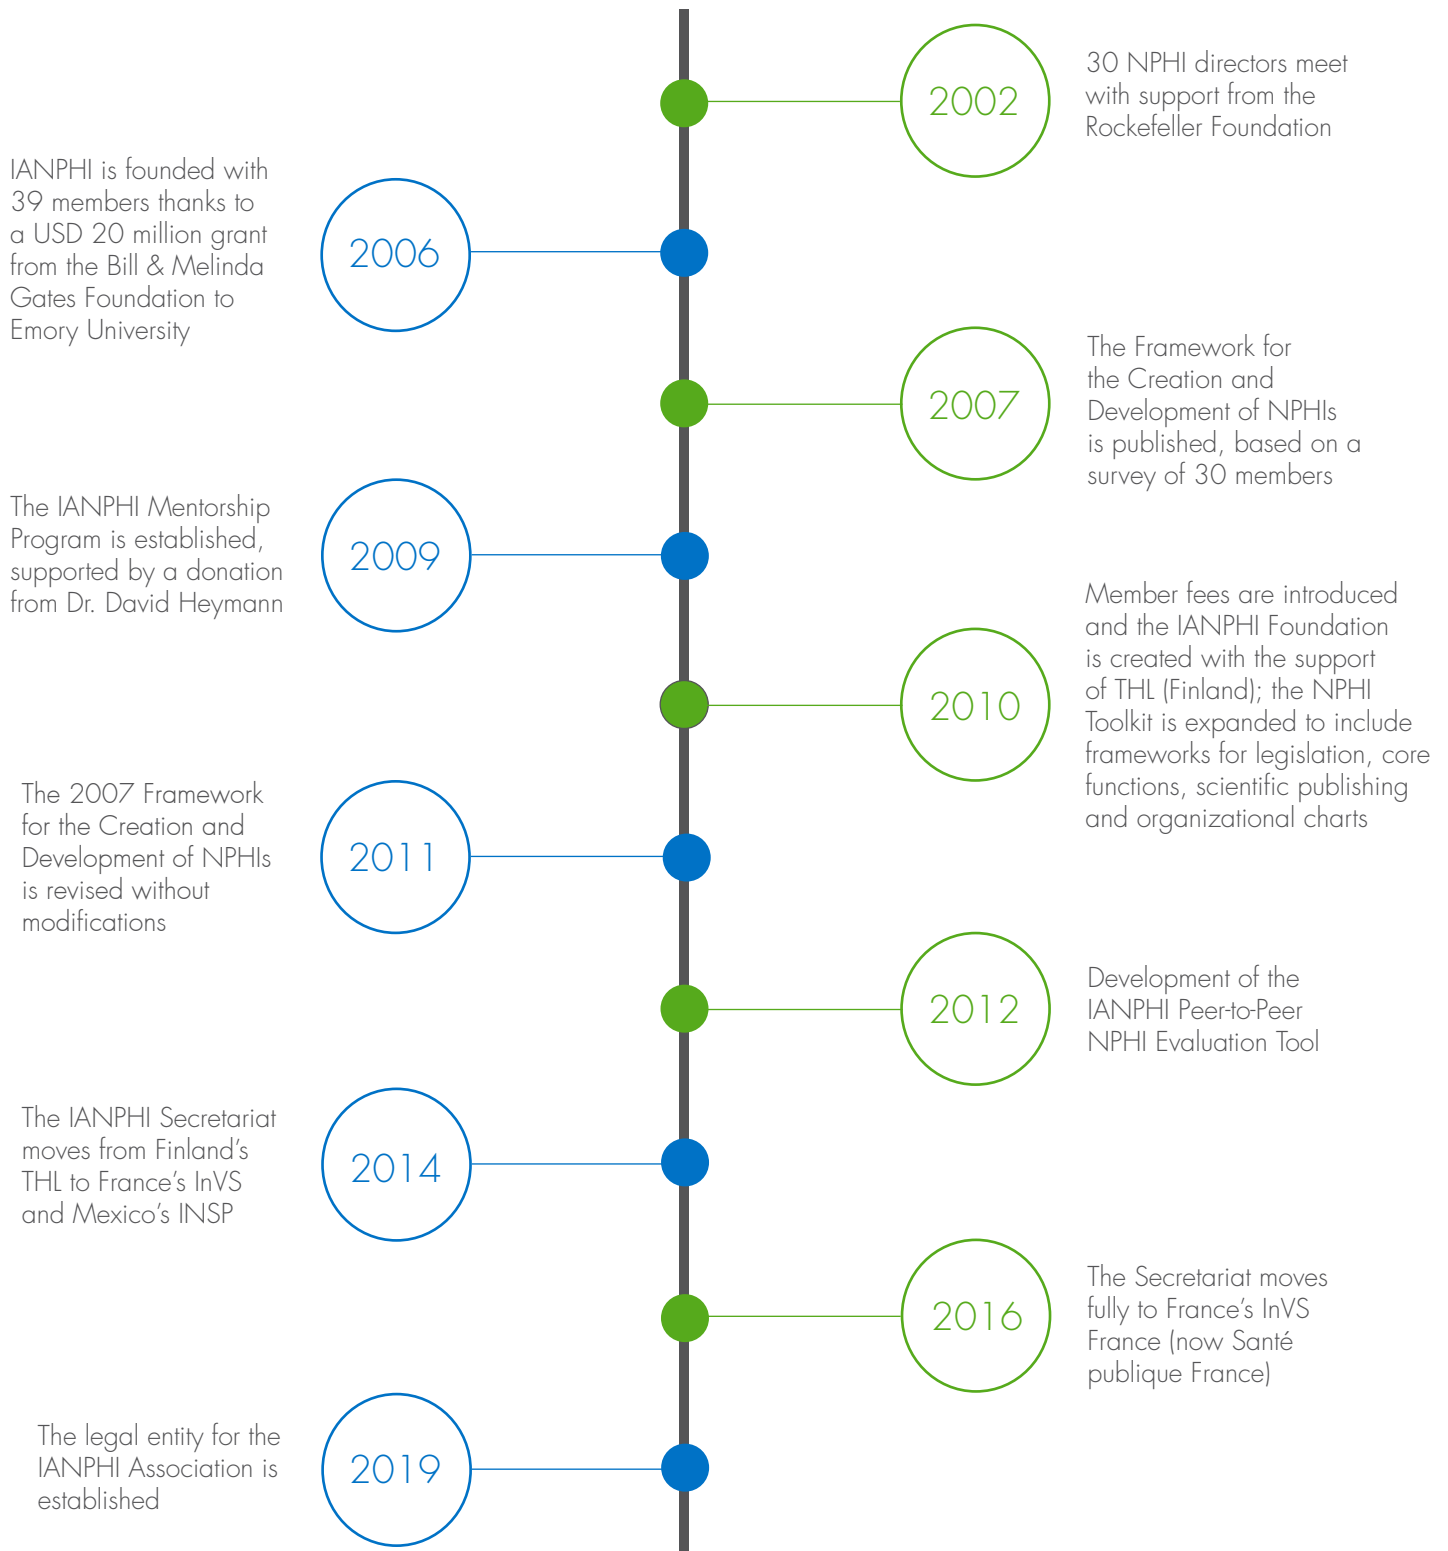 2002
30 NPHI directors meet
with support from the
Rockefeller Foundation
IANPHI is founded with
39 members thanks to
a USD 20 million grant
from the Bill & Melinda
Gates Foundation to
Emory University
2006
2007
The Framework for
the Creation and
Development of NPHIs
is published, based on a
survey of 30 members
The IANPHI Mentorship
Program is established,
supported by a donation
from Dr. David Heymann
2009
2010
Member fees are introduced
and the IANPHI Foundation
is created with the support
of THL (Finland); the NPHI
Toolkit is expanded to include
frameworks for legislation, core
functions, scientific publishing
and organizational charts
The 2007 Framework
for the Creation and
Development of NPHIs
is revised without
modifications
2011
2012
Development of the
IANPHI Peer-to-Peer
NPHI Evaluation Tool
The IANPHI Secretariat
moves from Finland's
THL to France's InVS
and Mexico's INSP
2014
2016
The Secretariat moves
fully to France's InVS
France (now Santé
publique France)
The legal entity for the
IANPHI Association is
established
2019